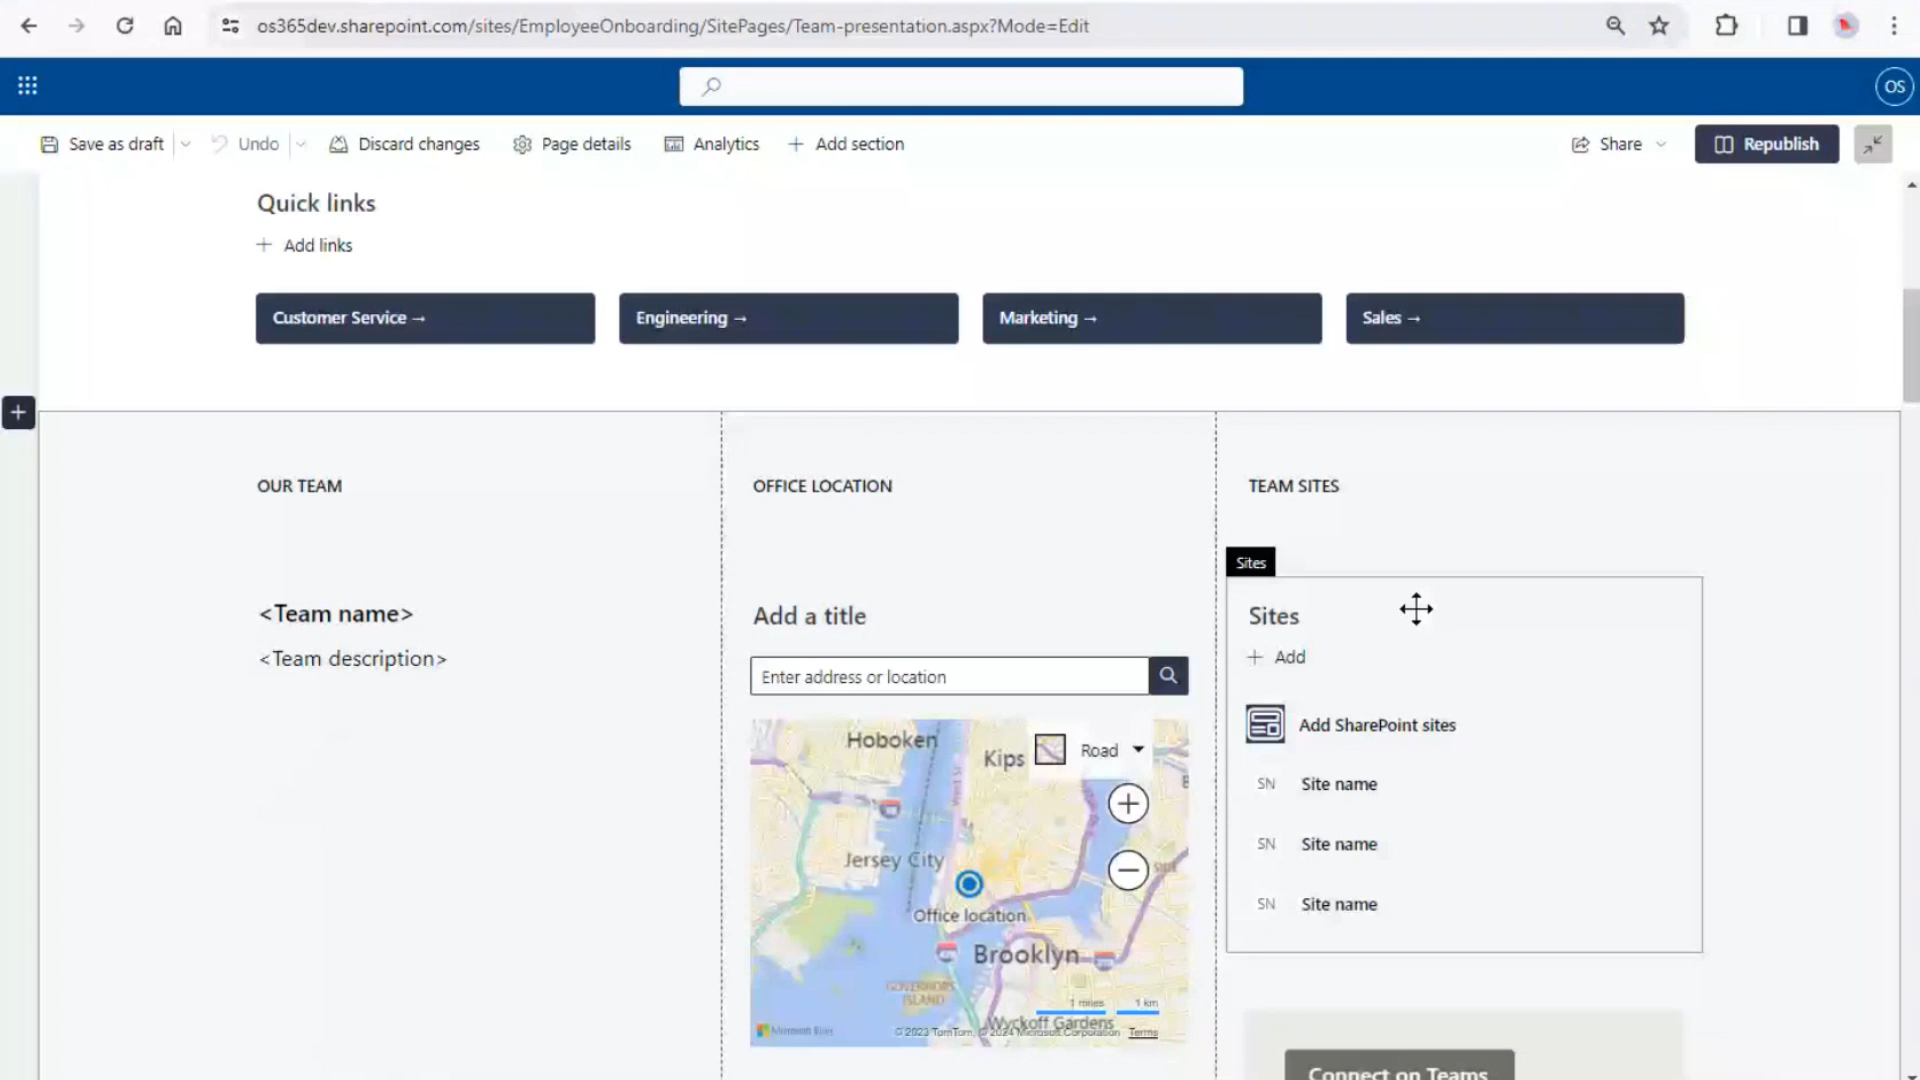 os365dev.sharepoint.com/sites/EmployeeOnboarding/SitePages/Team-presentation.aspx?Mode=Edit
OS
Save as draft
Undo
Discard changes
Page details
Analytics
Add section
Share
Republish
Quick links
Add links
Customer Service →
Engineering →
Marketing →
Sales →
OUR TEAM
OFFICE LOCATION
TEAM SITES
<Team name>
<Team description>
Add a title
Enter address or location
Hoboken
Kips
Road
Jersey City
Office location
Brooklyn
GOVERNORS
ISLAND
1 miles 1 km
Wyckoff Gardens
© 2023 TomTom, © 2024 Microsoft Corporation Terms
Sites
Sites
Add
Add SharePoint sites
SN Site name
SN Site name
SN Site name
Connect on Teams